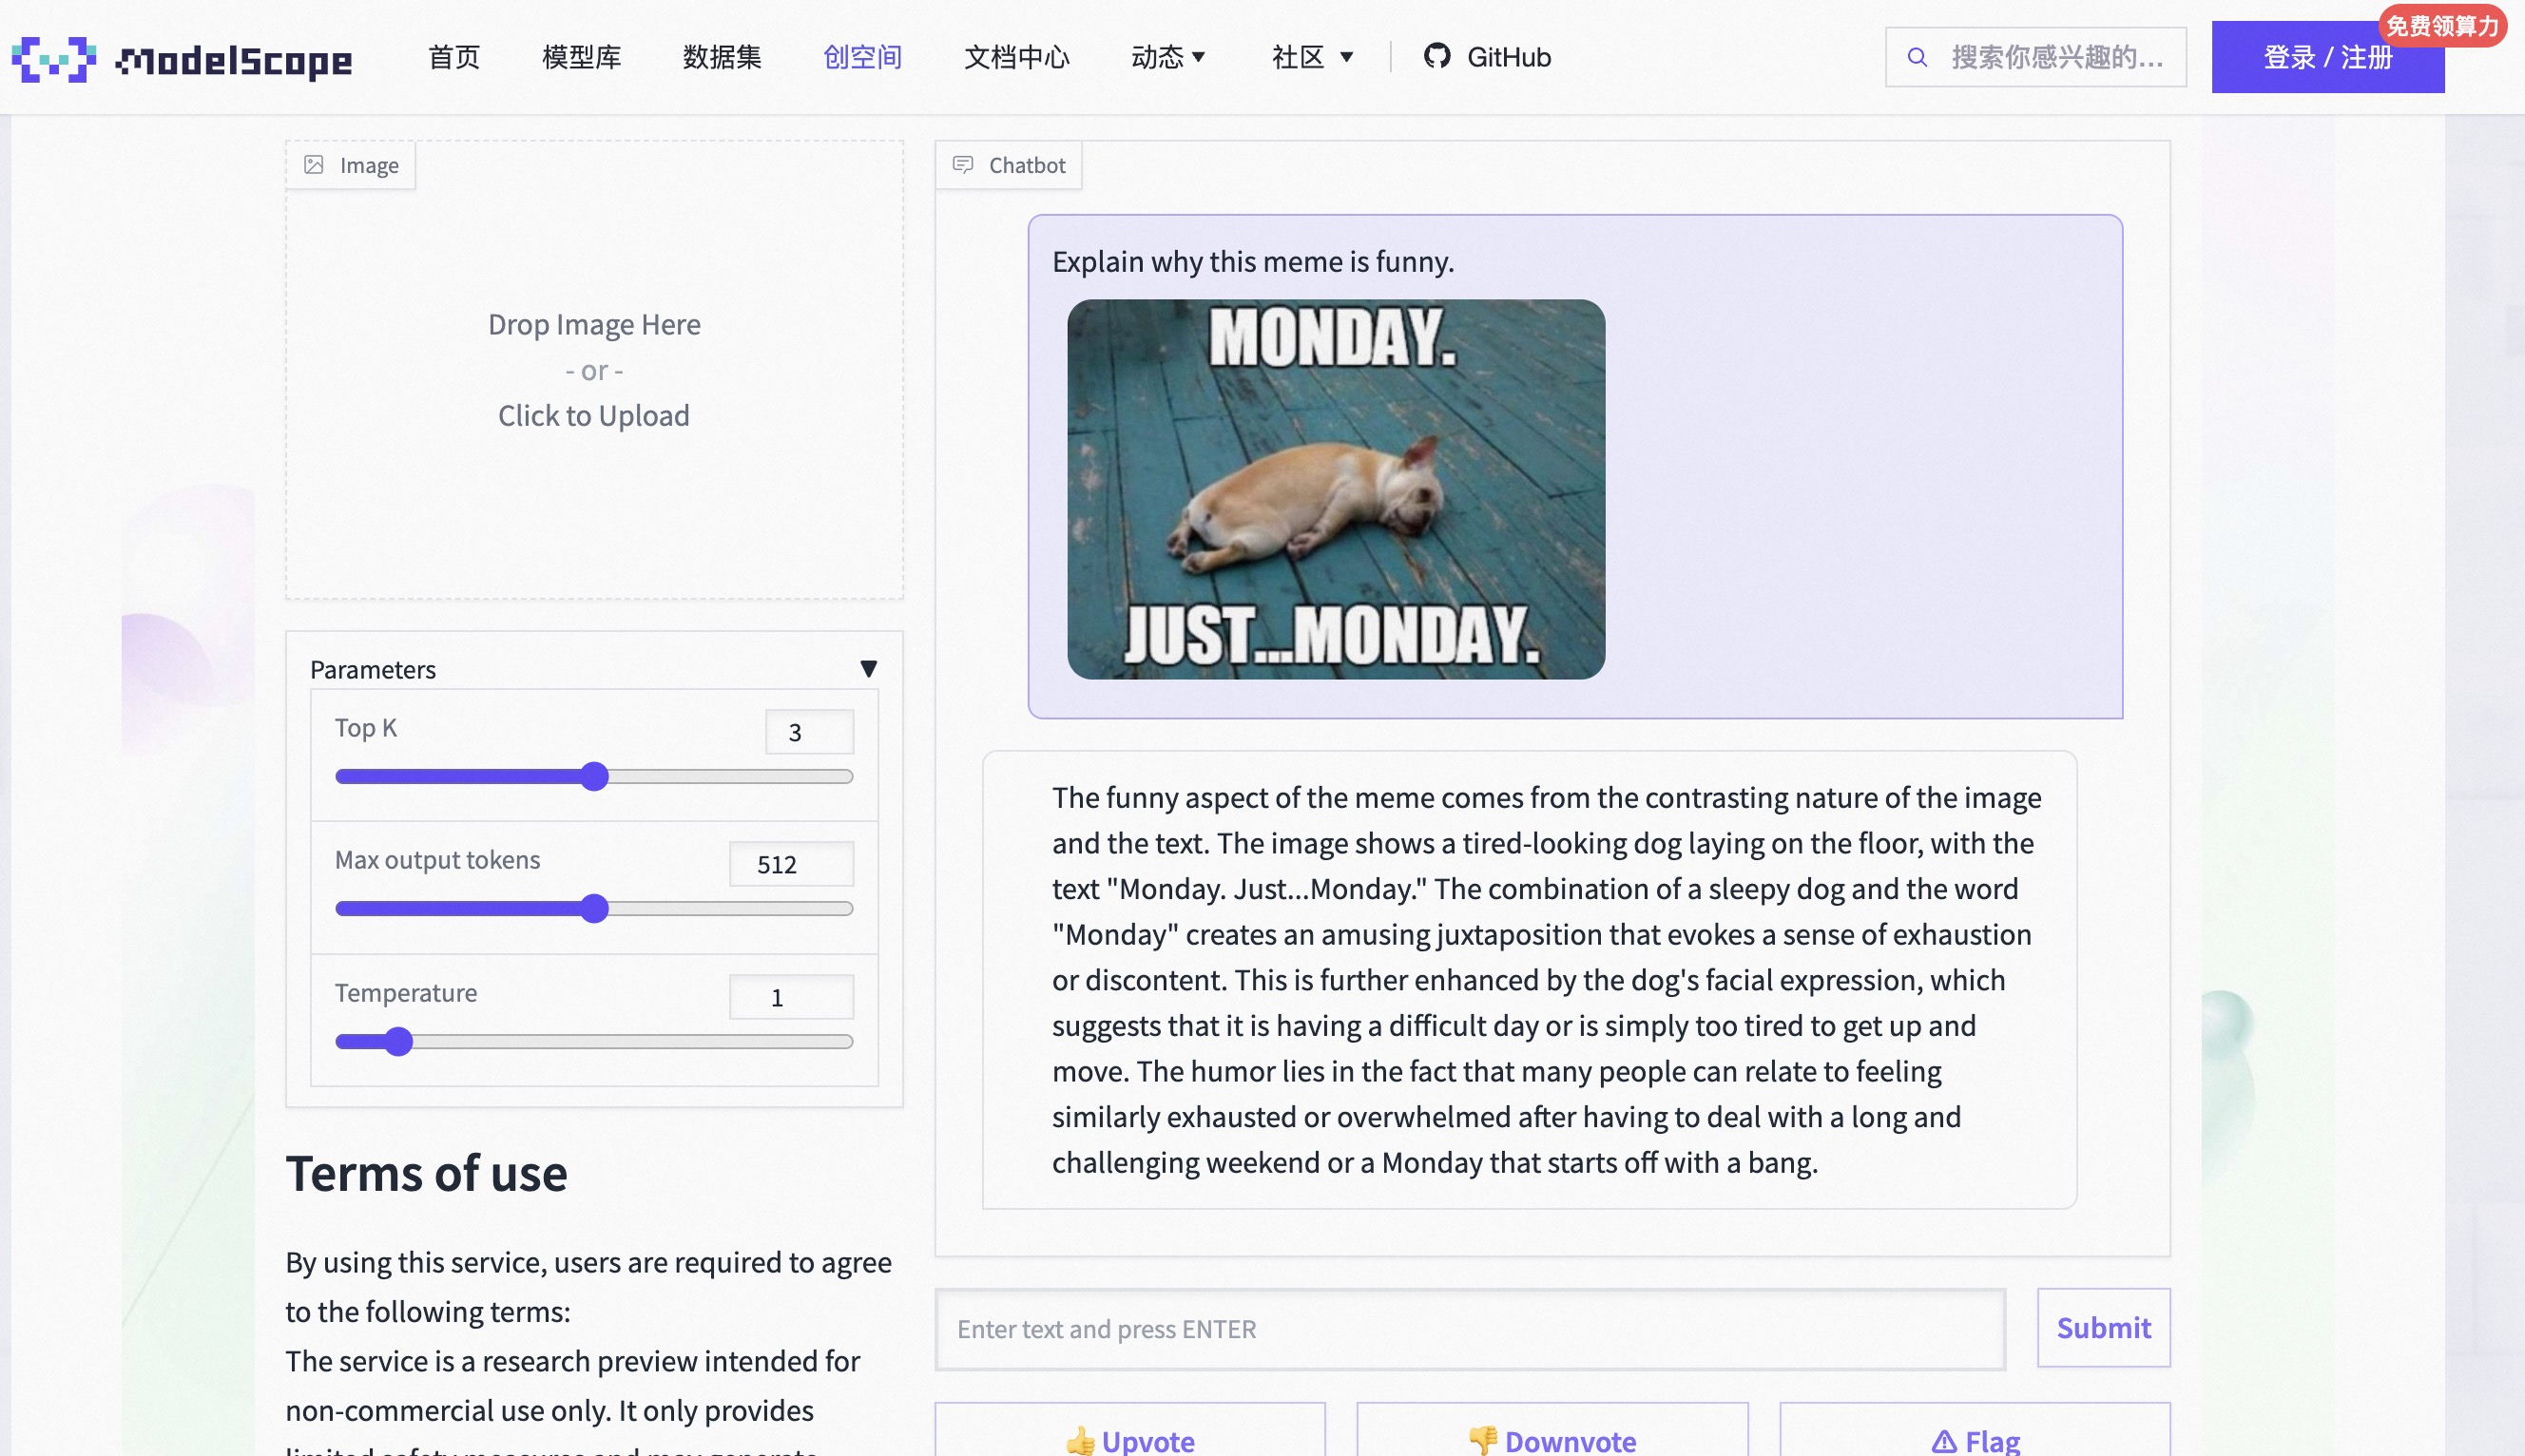 ModelScope
首页
模型库
数据集
创空间
文档中心
动态
社区
GitHub
搜索你感兴趣的...
登录 / 注册
免费领算力
Image
Drop Image Here
- or -
Click to Upload
Parameters
Top K
3
Max output tokens
512
Temperature
1
Terms of use
By using this service, users are required to agree
to the following terms:
The service is a research preview intended for
non-commercial use only. It only provides
limited safety measures and may generate
Chatbot
Explain why this meme is funny.
MONDAY.
JUST...MONDAY.
The funny aspect of the meme comes from the contrasting nature of the image
and the text. The image shows a tired-looking dog laying on the floor, with the
text "Monday. Just...Monday." The combination of a sleepy dog and the word
"Monday" creates an amusing juxtaposition that evokes a sense of exhaustion
or discontent. This is further enhanced by the dog's facial expression, which
suggests that it is having a difficult day or is simply too tired to get up and
move. The humor lies in the fact that many people can relate to feeling
similarly exhausted or overwhelmed after having to deal with a long and
challenging weekend or a Monday that starts off with a bang.
Enter text and press ENTER
Submit
Upvote
Downvote
Flag